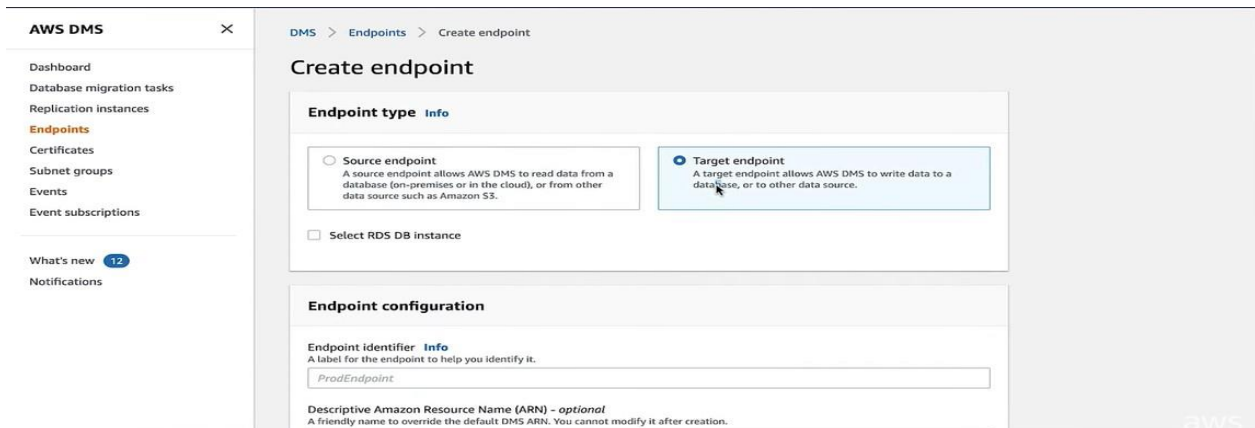 AWS DMS
Dashboard
Database migration tasks
Replication instances
Endpoints
Certificates
Subnet groups
Events
Event subscriptions
What's new 12
Notifications
DMS > Endpoints > Create endpoint
Create endpoint
Endpoint type Info
Source endpoint
A source endpoint allows AWS DMS to read data from a
database (on-premises or in the cloud), or from other
data source such as Amazon S3.
Target endpoint
A target endpoint allows AWS DMS to write data to a
database, or to other data source.
Select RDS DB instance
Endpoint configuration
Endpoint identifier Info
A label for the endpoint to help you identify it.
ProdEndpoint
Descriptive Amazon Resource Name (ARN) - optional
A friendly name to override the default DMS ARN. You cannot modify it after creation.
aws